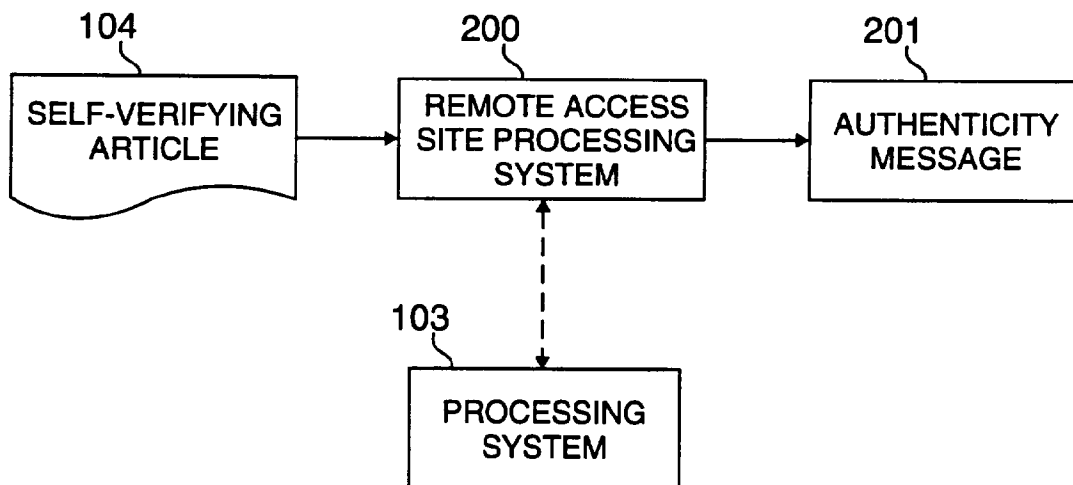 104
200
201
SELF-VERIFYING
ARTICLE
REMOTE ACCESS
SITE PROCESSING
SYSTEM
AUTHENTICITY
MESSAGE
103
PROCESSING
SYSTEM